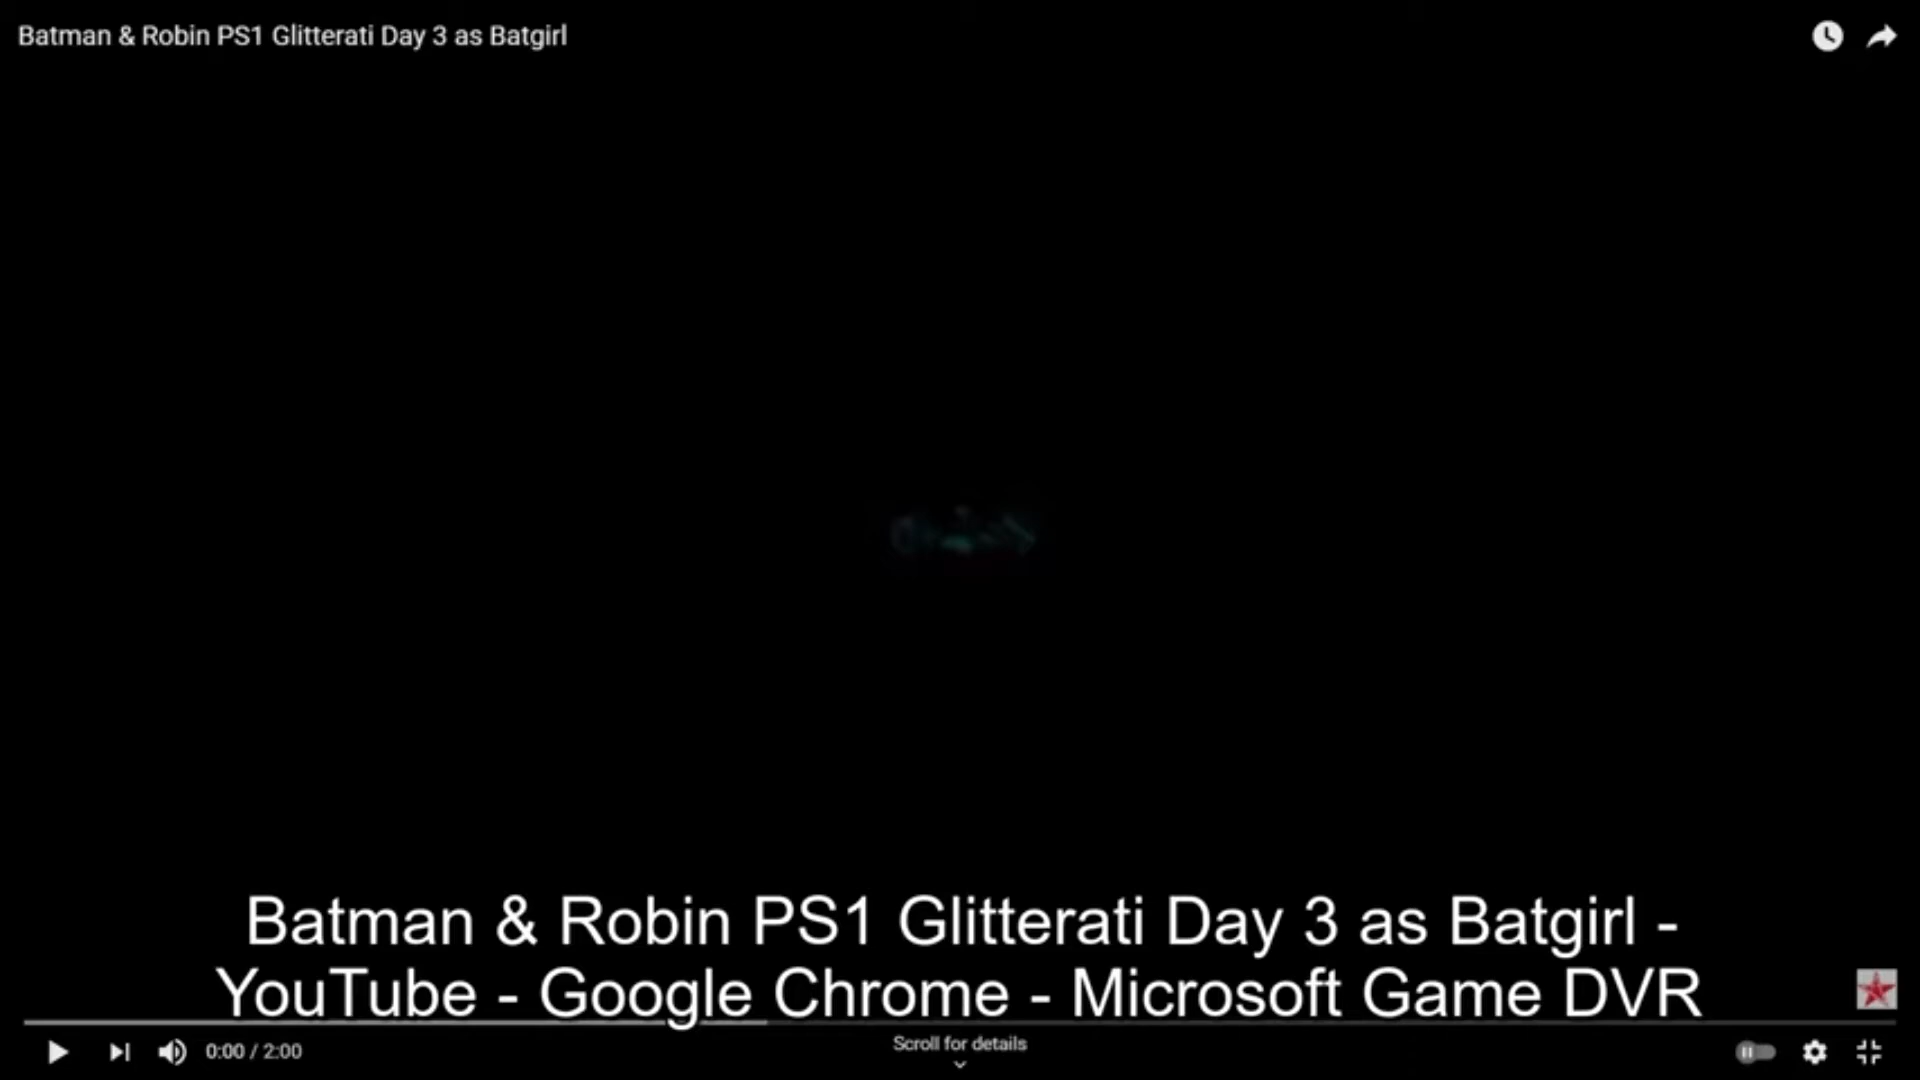 Batman & Robin PS1 Glitterati Day 3 as Batgirl
Batman & Robin PS1 Glitterati Day 3 as Batgirl -
YouTube - Google Chrome - Microsoft Game DVR
0:00 / 2:00
Scroll for details